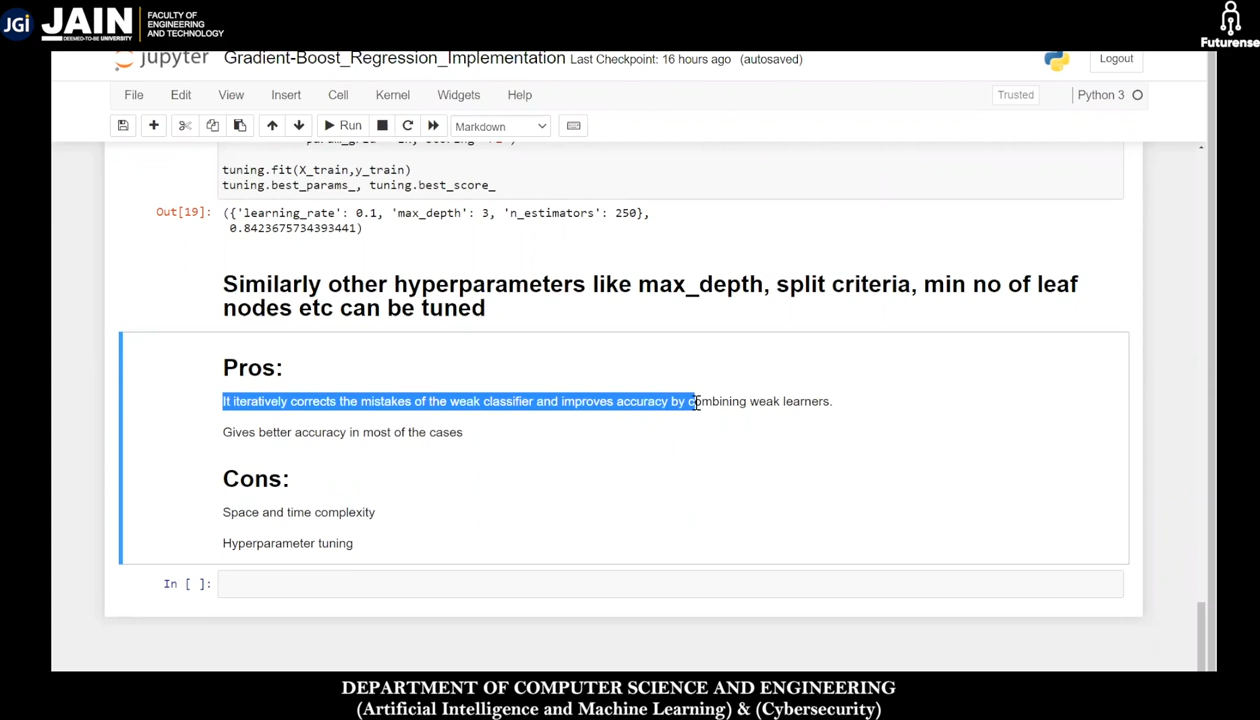 JGI JAIN DEEMED-TO-BE UNIVERSITY
FACULTY OF
ENGINEERING
AND TECHNOLOGY
Futurense
jupyter Gradient-Boost_Regression_Implementation Last Checkpoint: 16 hours ago (autosaved)
Logout
File Edit View Insert Cell Kernel Widgets Help
Trusted
Python 3
Run
Markdown
tuning.fit(X_train,y_train)
tuning.best_params_, tuning.best_score_
Out[19]: ({'learning_rate': 0.1, 'max_depth': 3, 'n_estimators': 250},
0.8423675734393441)
Similarly other hyperparameters like max_depth, split criteria, min no of leaf
nodes etc can be tuned
Pros:
It iteratively corrects the mistakes of the weak classifier and improves accuracy by combining weak learners.
Gives better accuracy in most of the cases
Cons:
Space and time complexity
Hyperparameter tuning
In [ ]:
DEPARTMENT OF COMPUTER SCIENCE AND ENGINEERING
(Artificial Intelligence and Machine Learning) & (Cybersecurity)